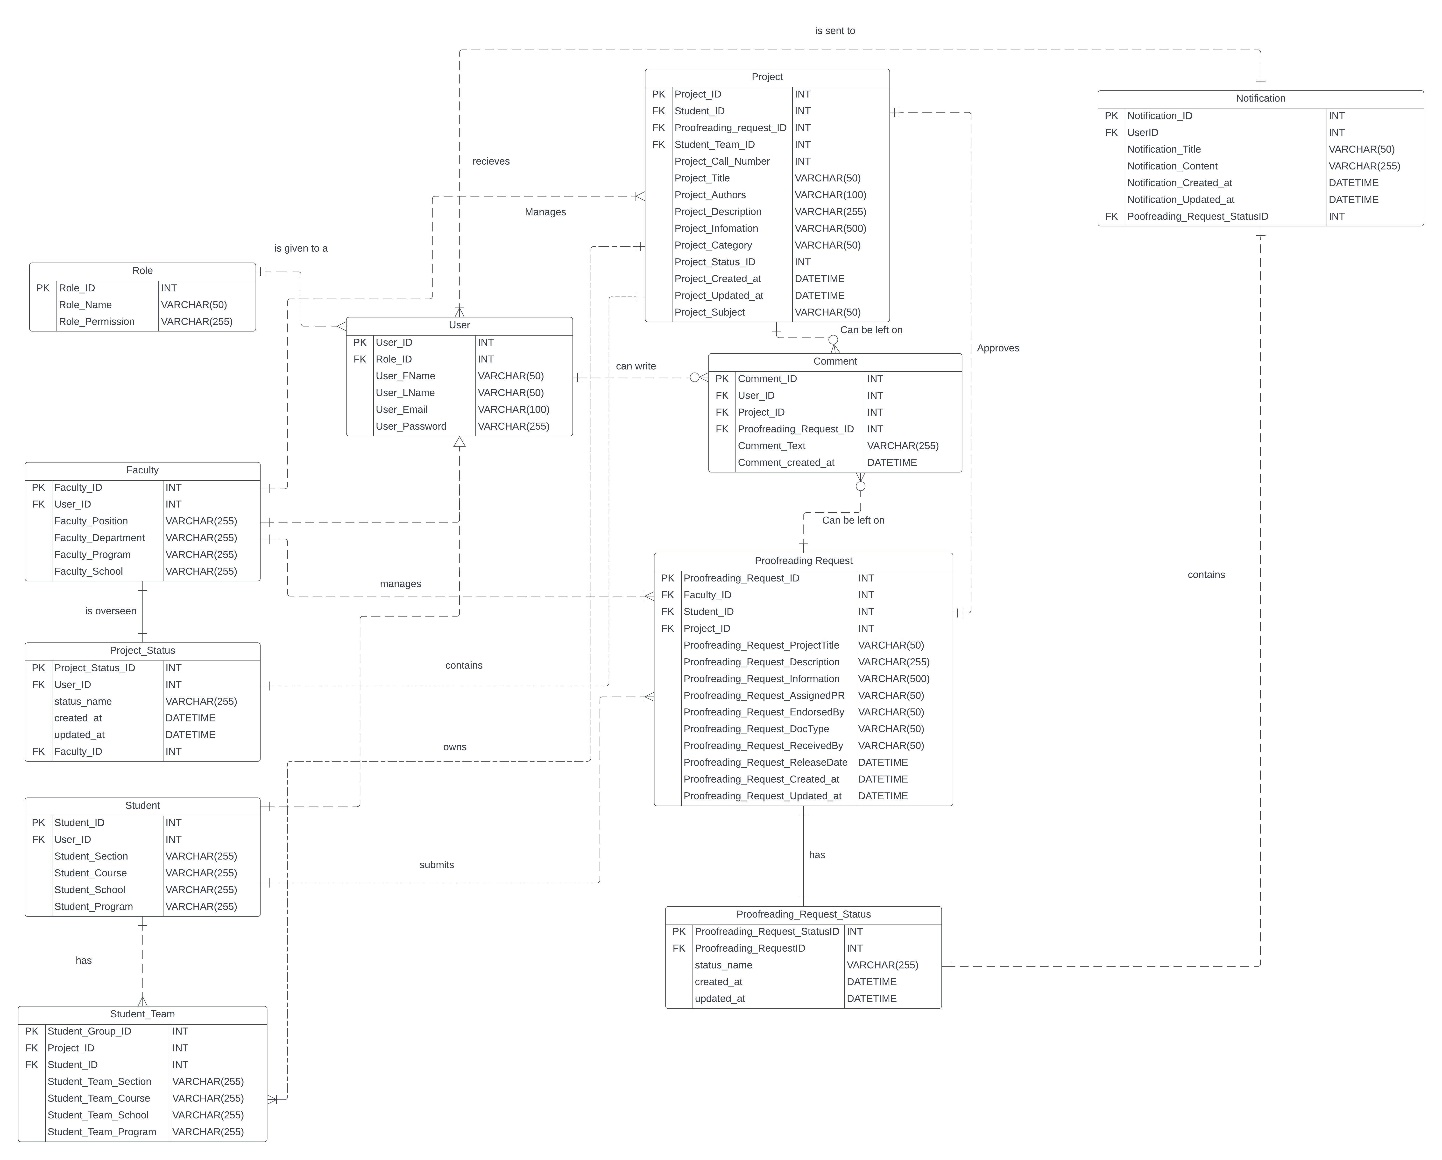 is sent to
Project
PK Project_ID INT
FK Student_ID INT
FK Proofreading_request_ID INT
FK Student_Team_ID INT
Project_Call_Number INT
Project_Title VARCHAR(50)
Project_Authors VARCHAR(100)
Project_Description VARCHAR(255)
Project_Infomation VARCHAR(500)
Project_Category VARCHAR(50)
Project_Status_ID INT
Project_Created_at DATETIME
Project_Updated_at DATETIME
Project_Subject VARCHAR(50)
Notification
PK Notification_ID INT
FK UserID INT
Notification_Title VARCHAR(50)
Notification_Content VARCHAR(255)
Notification_Created_at DATETIME
Notification_Updated_at DATETIME
FK Poofreading_Request_StatusID INT
recieves
Manages
is given to a
Role
PK Role_ID INT
Role_Name VARCHAR(50)
Role_Permission VARCHAR(255)
User
PK User_ID INT
FK Role_ID INT
User_FName VARCHAR(50)
User_LName VARCHAR(50)
User_Email VARCHAR(100)
User_Password VARCHAR(255)
can write
Can be left on
Approves
Comment
PK Comment_ID INT
FK User_ID INT
FK Project_ID INT
FK Proofreading_Request_ID INT
Comment_Text VARCHAR(255)
Comment_created_at DATETIME
Can be left on
Faculty
PK Faculty_ID INT
FK User_ID INT
Faculty_Position VARCHAR(255)
Faculty_Department VARCHAR(255)
Faculty_Program VARCHAR(255)
Faculty_School VARCHAR(255)
manages
is overseen
contains
Proofreading Request
PK Proofreading_Request_ID INT
FK Faculty_ID INT
FK Student_ID INT
FK Project_ID INT
Proofreading_Request_ProjectTitle VARCHAR(50)
Proofreading_Request_Description VARCHAR(255)
Proofreading_Request_Information VARCHAR(500)
Proofreading_Request_AssignedPR VARCHAR(50)
Proofreading_Request_EndorsedBy VARCHAR(50)
Proofreading_Request_DocType VARCHAR(50)
Proofreading_Request_ReceivedBy VARCHAR(50)
Proofreading_Request_ReleaseDate DATETIME
Proofreading_Request_Created_at DATETIME
Proofreading_Request_Updated_at DATETIME
Project_Status
PK Project_Status_ID INT
FK User_ID INT
status_name VARCHAR(255)
created_at DATETIME
updated_at DATETIME
FK Faculty_ID INT
contains
owns
Student
PK Student_ID INT
FK User_ID INT
Student_Section VARCHAR(255)
Student_Course VARCHAR(255)
Student_School VARCHAR(255)
Student_Program VARCHAR(255)
submits
has
Proofreading_Request_Status
PK Proofreading_Request_StatusID INT
FK Proofreading_RequestID INT
status_name VARCHAR(255)
created_at DATETIME
updated_at DATETIME
has
Student_Team
PK Student_Group_ID INT
FK Project_ID INT
FK Student_ID INT
Student_Team_Section VARCHAR(255)
Student_Team_Course VARCHAR(255)
Student_Team_School VARCHAR(255)
Student_Team_Program VARCHAR(255)